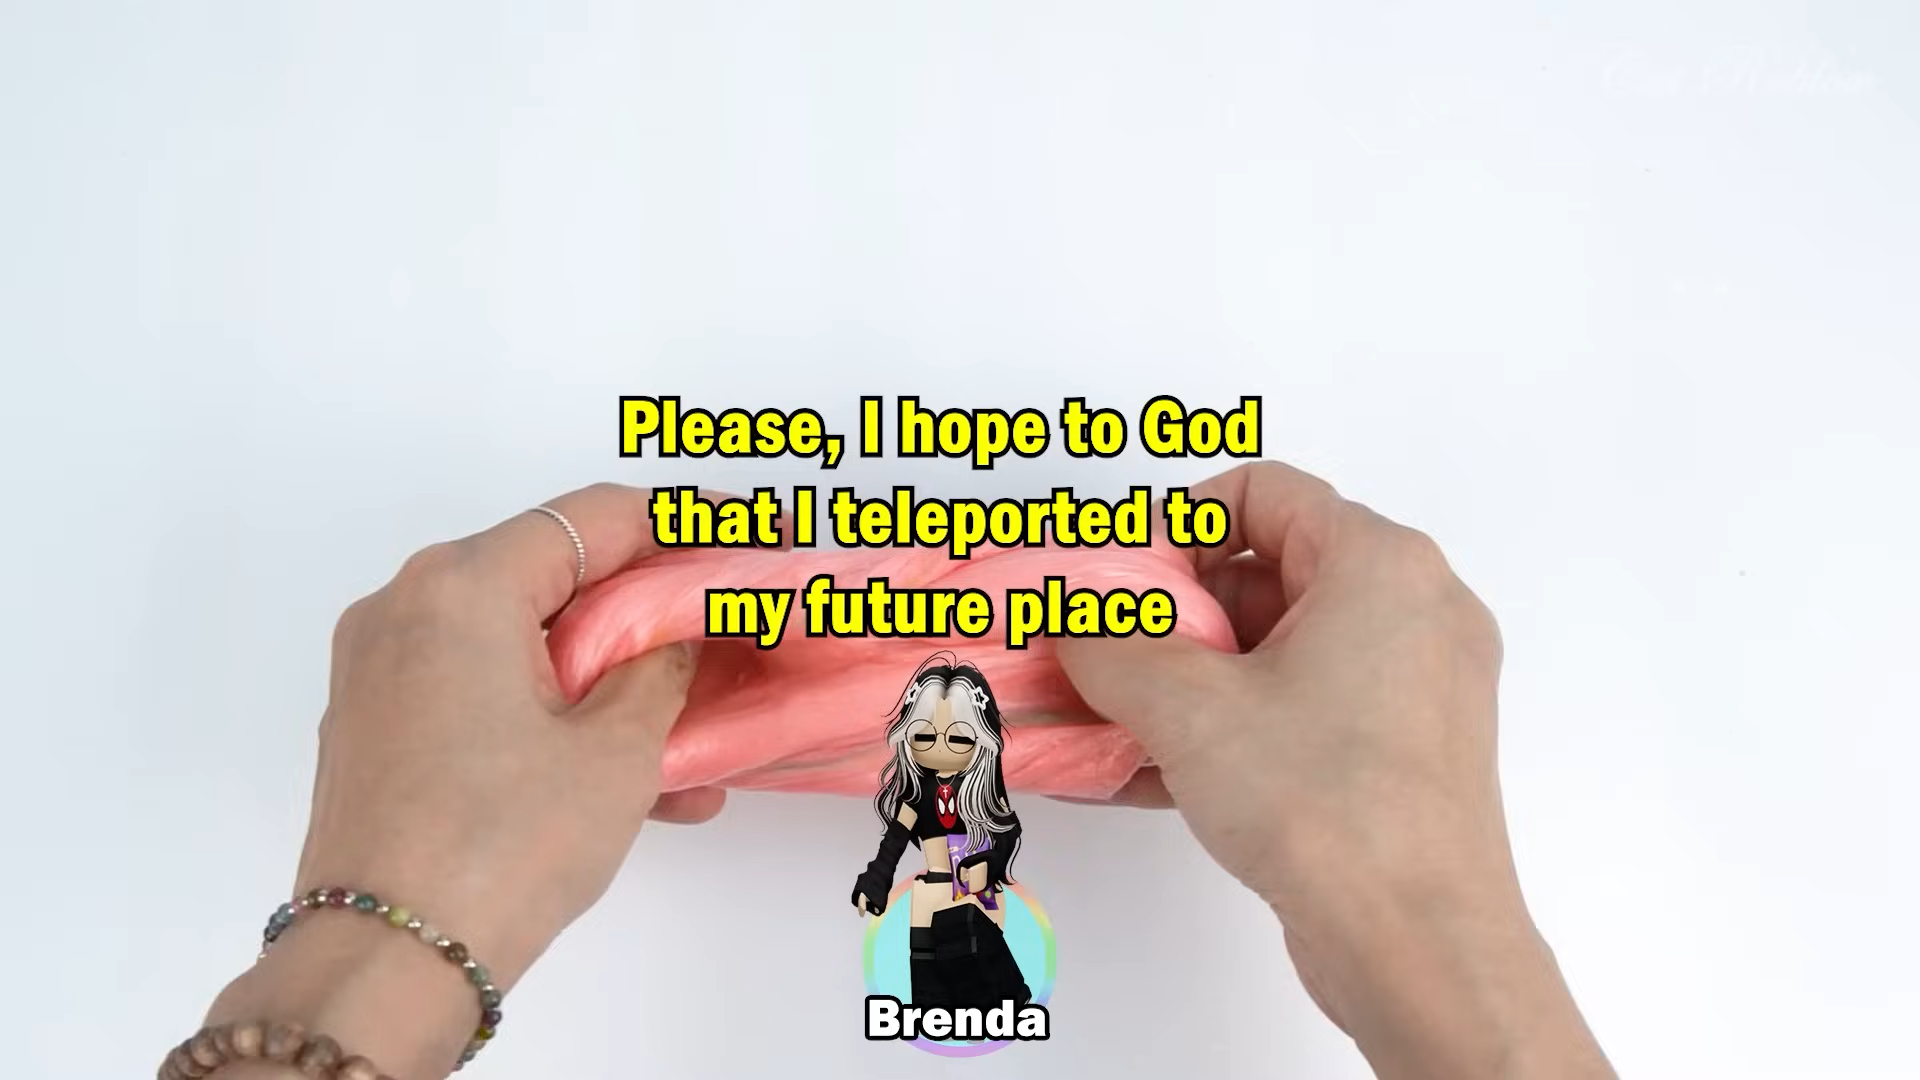 Please, I hope to God
that I teleported to
my future place
Brenda